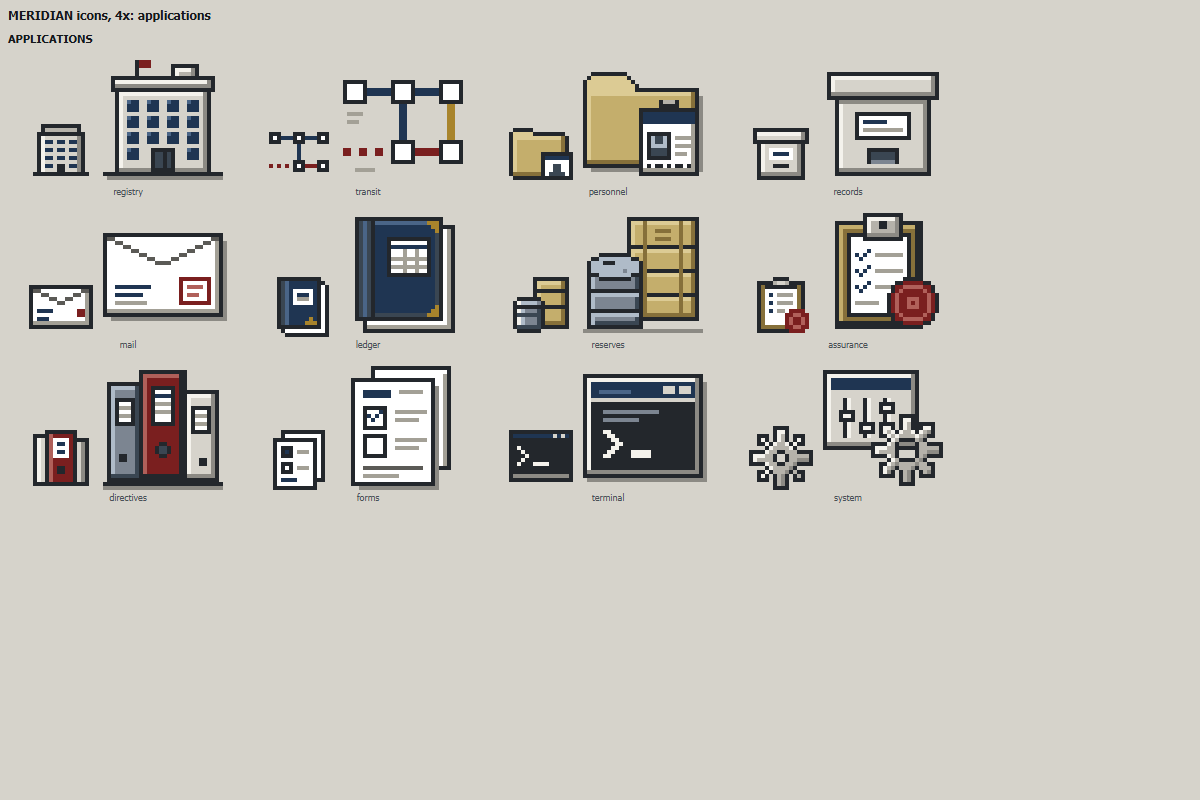 MERIDIAN icons, 4x: applications
APPLICATIONS
registry
transit
personnel
records
mail
ledger
reserves
assurance
directives
forms
terminal
system